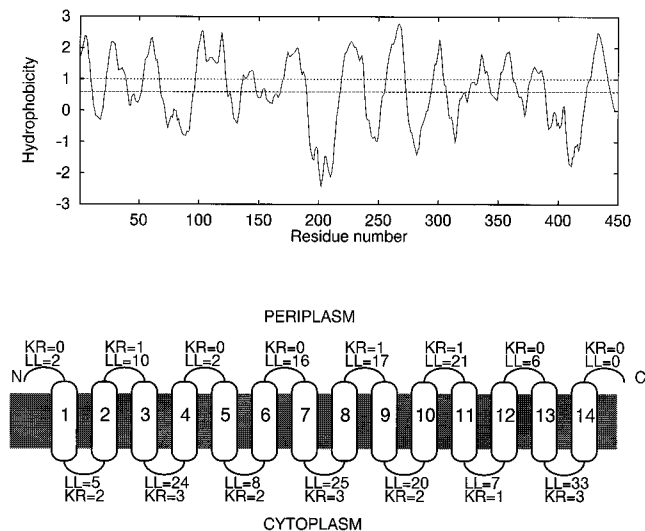 3
2
1
0
-1
-2
-3
Hydrophobicity
50 100 150 200 250 300 350 400 450
Residue number
PERIPLASM
KR=0 KR=1 KR=0 KR=0 KR=1 KR=1 KR=0 KR=0
LL=2 LL=10 LL=2 LL=16 LL=17 LL=21 LL=6 LL=0
N C
1 2 3 4 5 6 7 8 9 10 11 12 13 14
LL=5 LL=24 LL=8 LL=25 LL=20 LL=7 LL=33
KR=2 KR=3 KR=2 KR=3 KR=2 KR=1 KR=3
CYTOPLASM